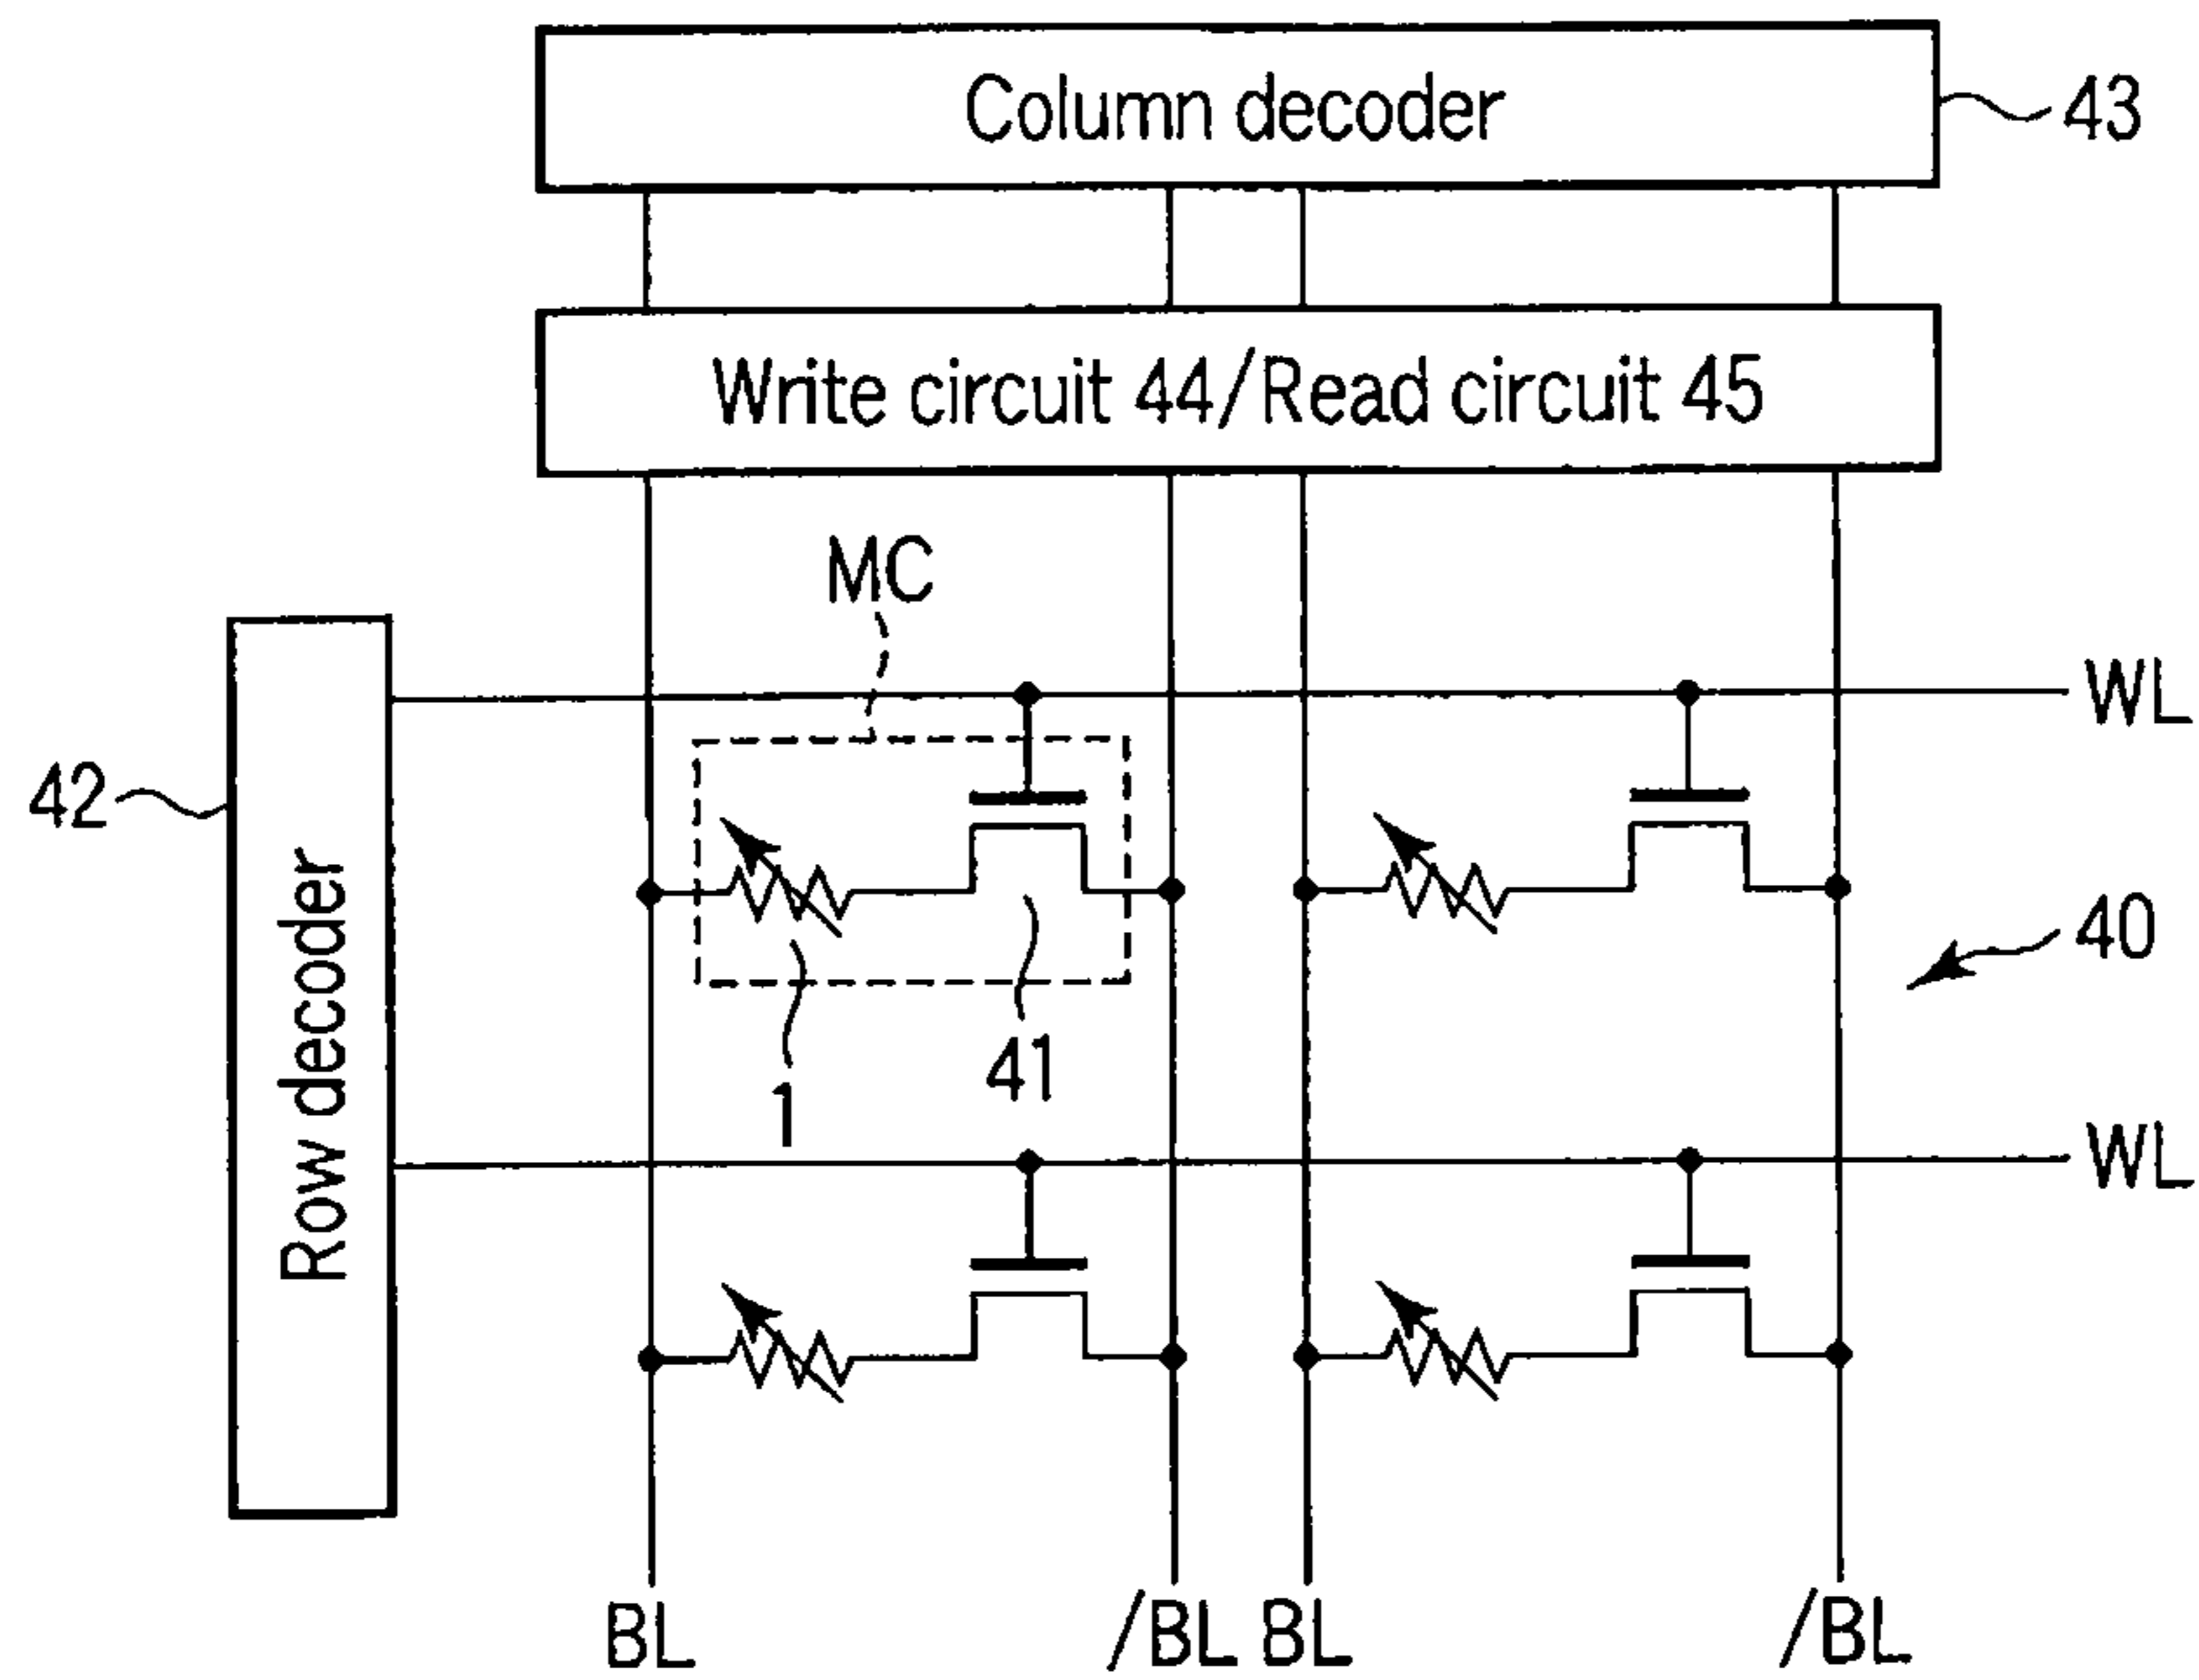 Column decoder
43
Write circuit 44/Read circuit 45
MC
WL
42
Row decoder
40
1
41
WL
BL
/BL
BL
/BL